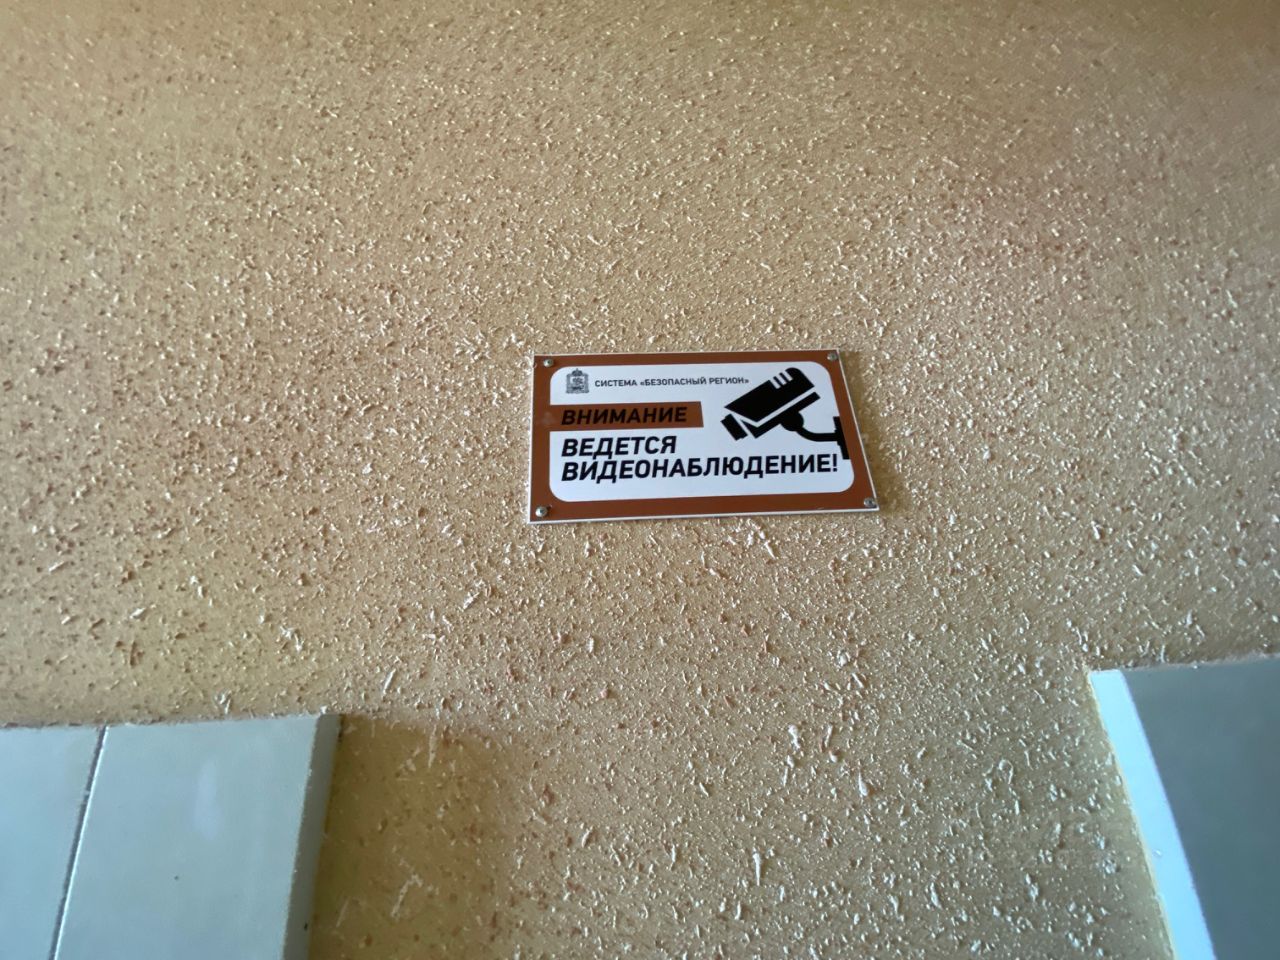 СИСТЕМА «БЕЗОПАСНЫЙ РЕГИОН»
ВНИМАНИЕ
ВЕДЕТСЯ
ВИДЕОНАБЛЮДЕНИЕ!